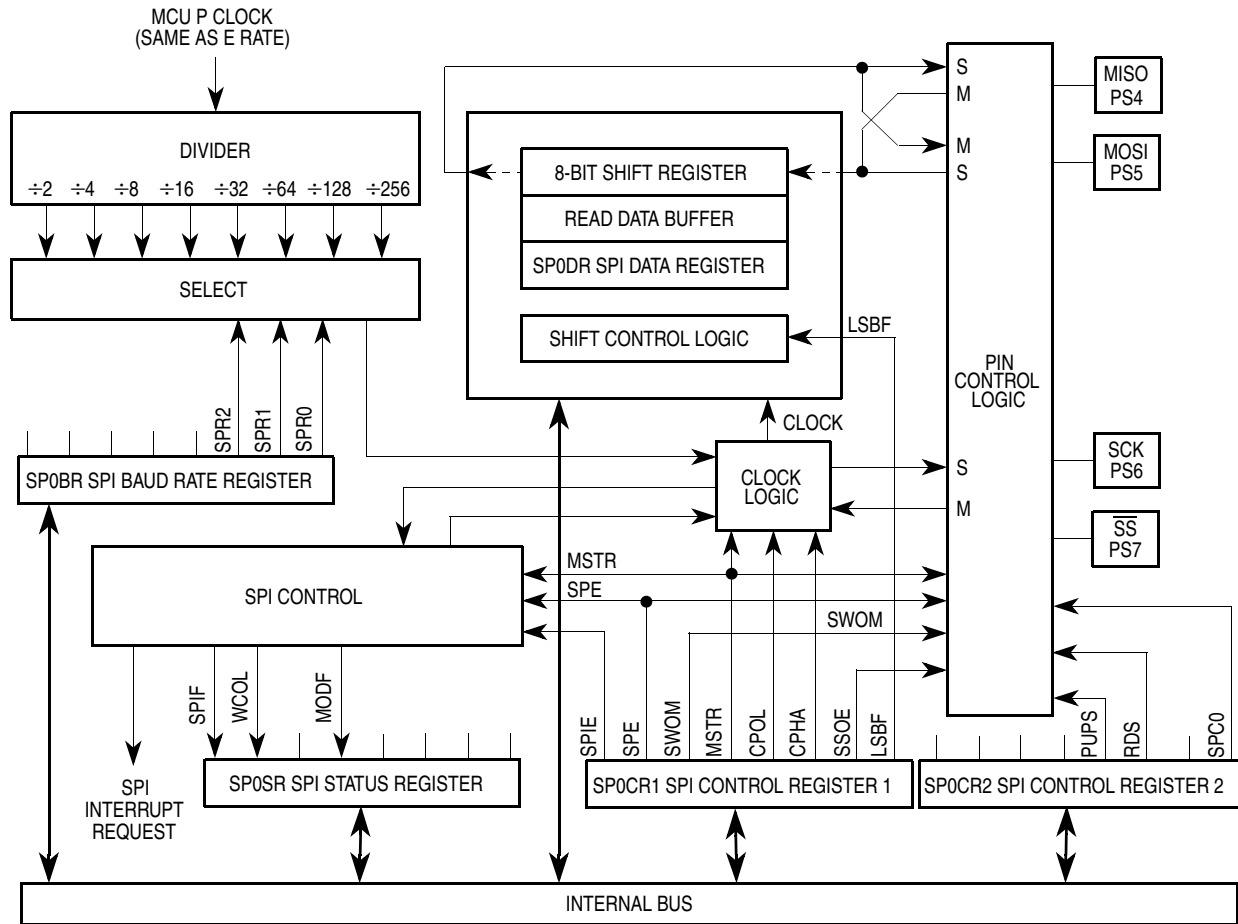 MCU P CLOCK
(SAME AS E RATE)
DIVIDER
÷2 ÷4 ÷8 ÷16 ÷32 ÷64 ÷128 ÷256
SELECT
SPR2
SPR1
SPR0
SP0BR SPI BAUD RATE REGISTER
8-BIT SHIFT REGISTER
READ DATA BUFFER
SP0DR SPI DATA REGISTER
SHIFT CONTROL LOGIC
LSBF
CLOCK
CLOCK
LOGIC
S
M
M
S
S
M
PIN
CONTROL
LOGIC
MISO
PS4
MOSI
PS5
SCK
PS6
SS
PS7
SPI CONTROL
MSTR
SPE
SWOM
SPIF
WCOL
MODF
SPI
INTERRUPT
REQUEST
SP0SR SPI STATUS REGISTER
SPIE
SPE
SWOM
MSTR
CPOL
CPHA
SSOE
LSBF
SP0CR1 SPI CONTROL REGISTER 1
PUPS
RDS
SPC0
SP0CR2 SPI CONTROL REGISTER 2
INTERNAL BUS